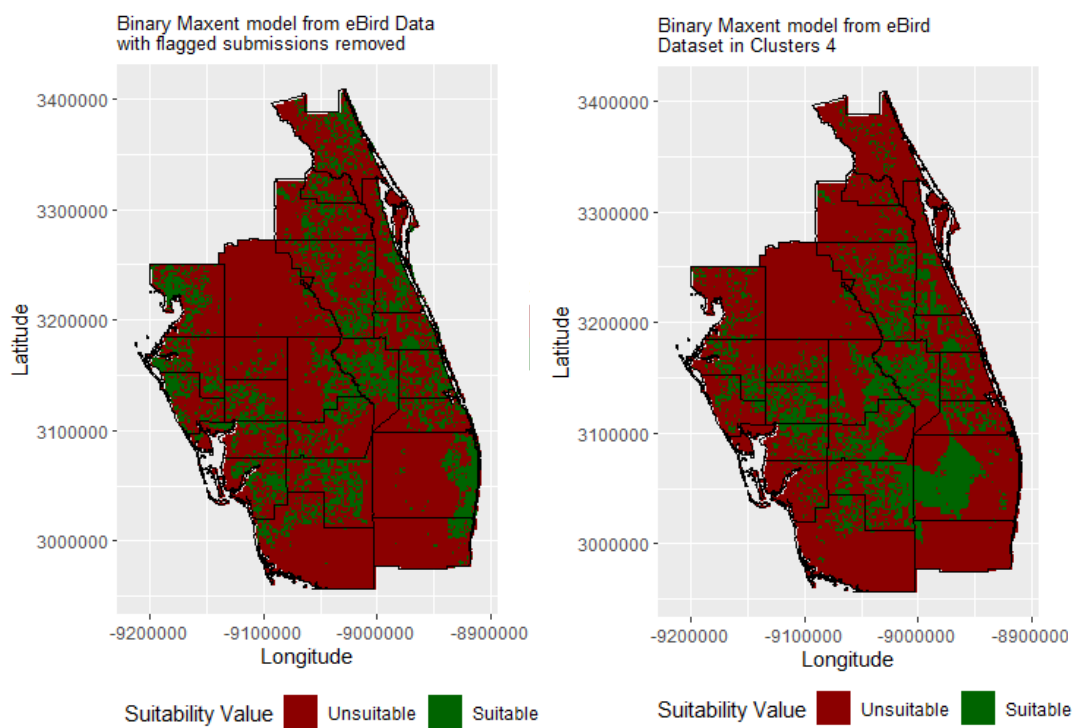 Binary Maxent model from eBird Data
with flagged submissions removed
3400000
3300000
3200000
3100000
3000000
Latitude
-9200000 -9100000 -9000000 -8900000
Longitude
Suitability Value Unsuitable Suitable
Binary Maxent model from eBird
Dataset in Clusters 4
3400000
3300000
3200000
3100000
3000000
Latitude
-9200000 -9100000 -9000000 -8900000
Longitude
Suitability Value Unsuitable Suitable